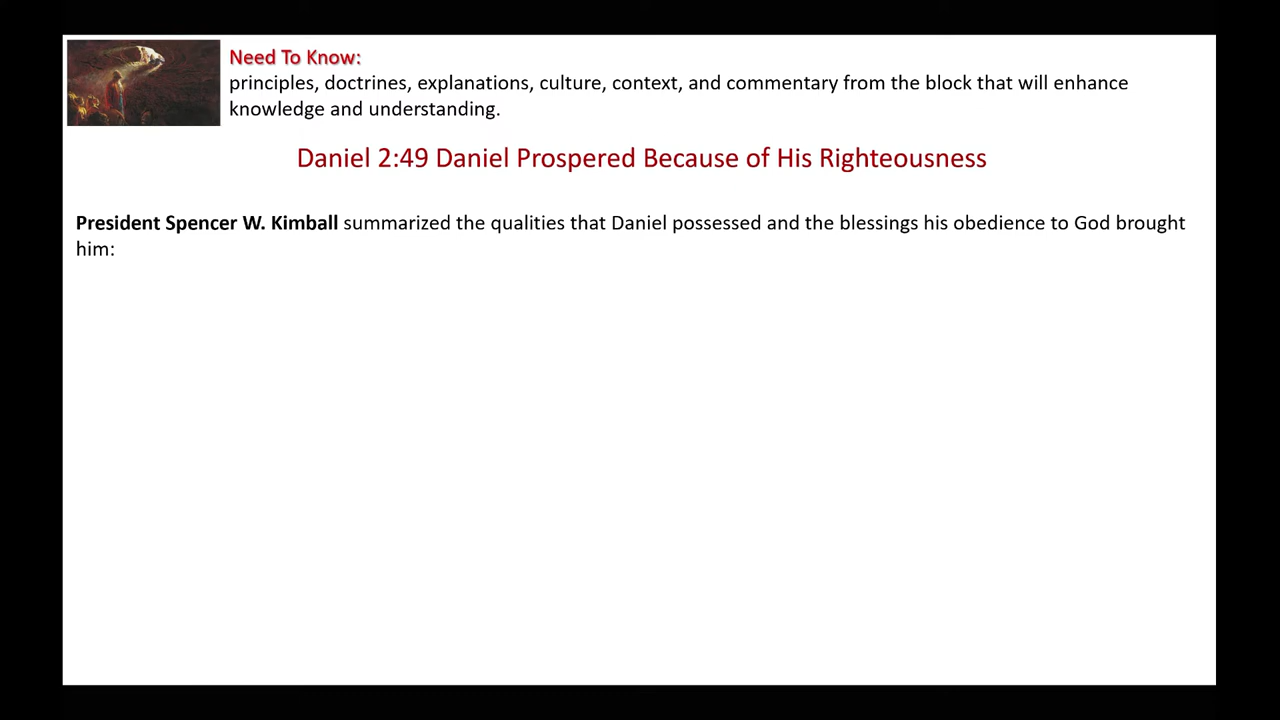 Need To Know:
principles, doctrines, explanations, culture, context, and commentary from the block that will enhance
knowledge and understanding.
Daniel 2:49 Daniel Prospered Because of His Righteousness
President Spencer W. Kimball summarized the qualities that Daniel possessed and the blessings his obedience to God brought
him: